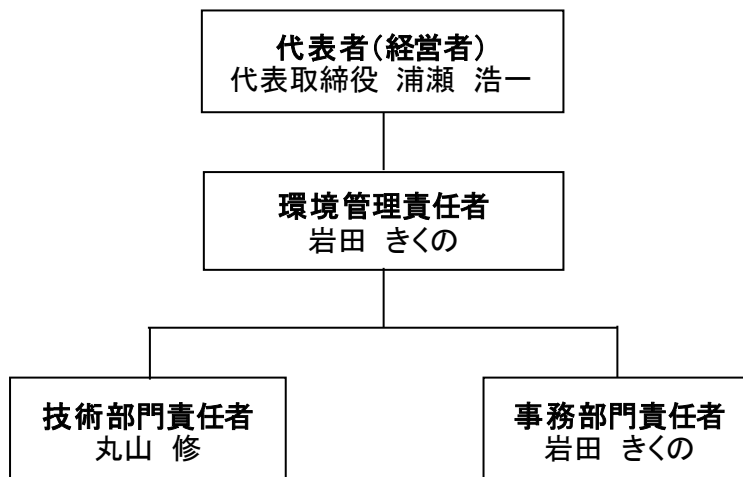 代表者（経営者）
代表取締役 浦瀬 浩一
環境管理責任者
岩田 きくの
技術部門責任者
丸山 修
事務部門責任者
岩田 きくの